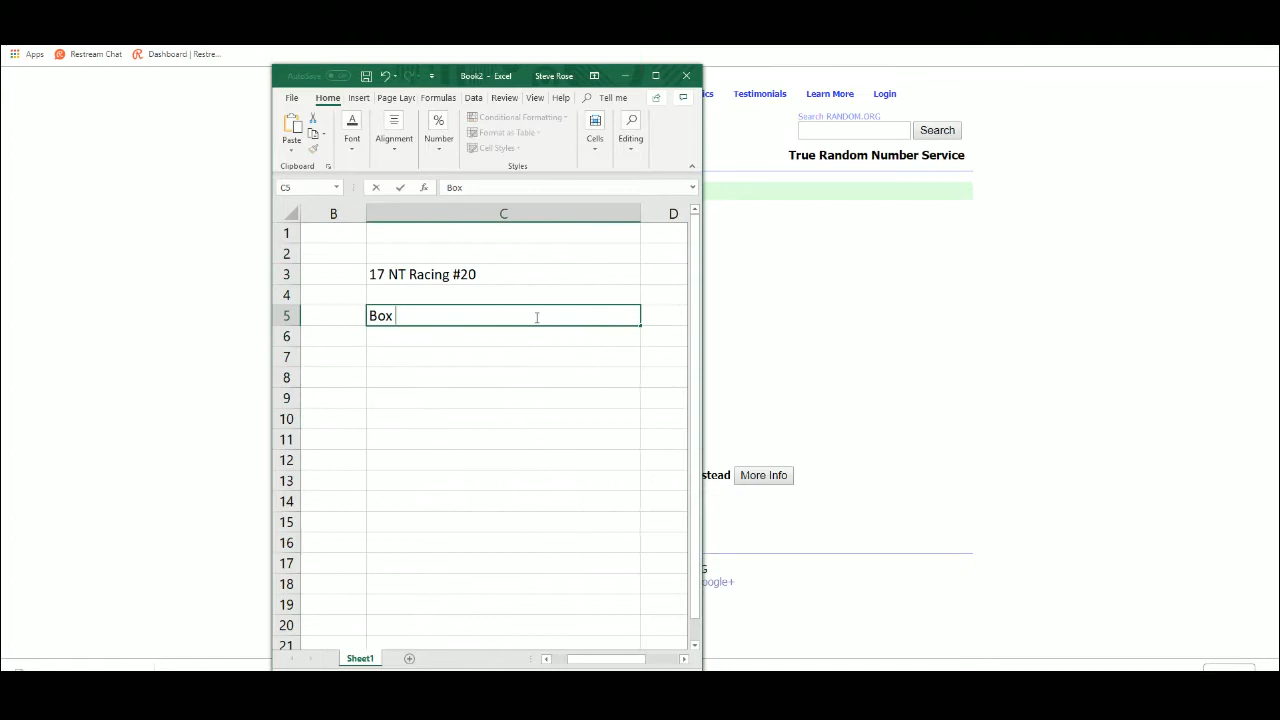 Apps Restream Chat Dashboard (Restre...
AutoSave Off Book2 - Excel Steve Rose
File Home Insert Page Layc Formulas Data Review View Help Tell me
Paste Font Alignment Number Conditional Formatting Format as Table Cell Styles Cells Editing
Clipboard Styles
C5 fx Box
B C D
1
2
3 17 NT Racing #20
4
5 Box
6
7
8
9
10
11
12
13
14
15
16
17
18
19
20
21
Sheet1
ics Testimonials Learn More Login
Search RANDOM.ORG
Search
True Random Number Service
stead More Info
G
oogle+